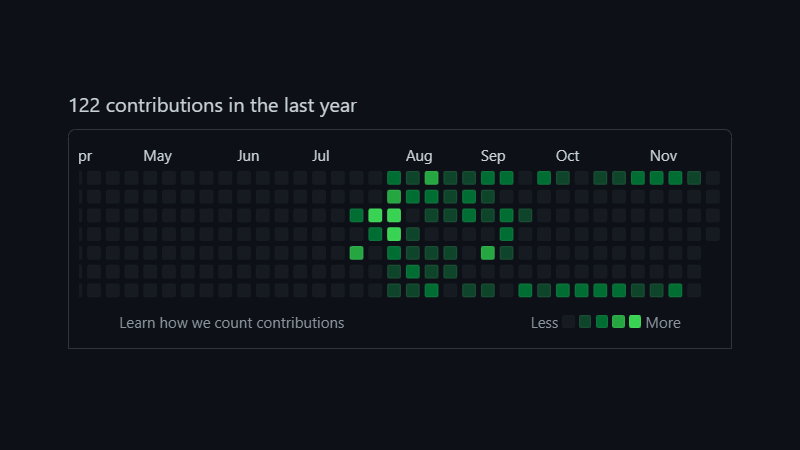 122 contributions in the last year
pr May Jun Jul Aug Sep Oct Nov
Learn how we count contributions Less More